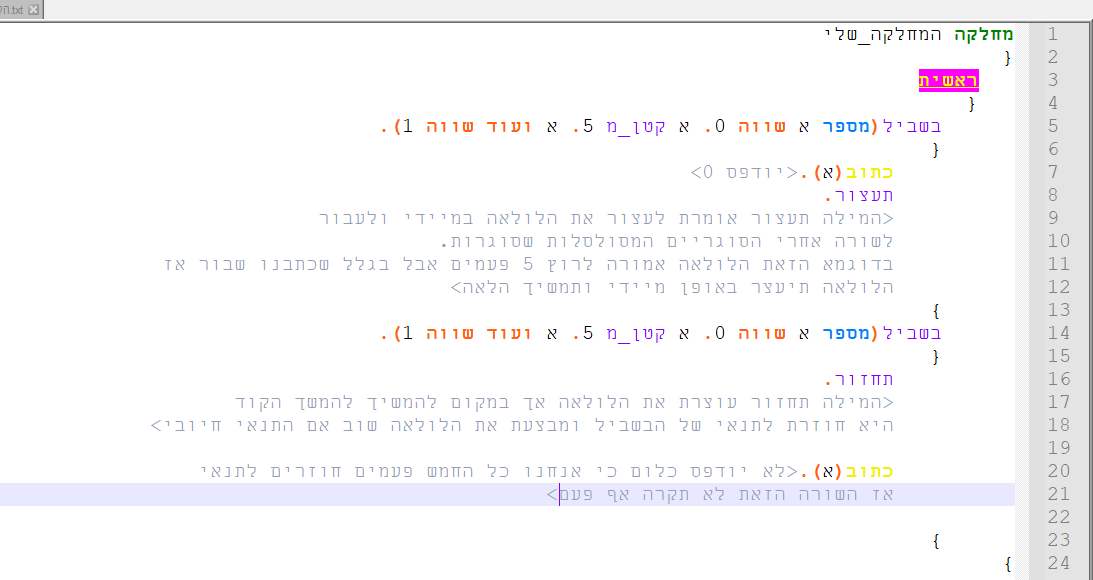 .txt
1 מחלקה המחלקה_שלי
2 {
3 ראשית
4 {
5 בשביל(מספר א שווה 0. א קטן_מ 5. א ועוד שווה 1).
6 {
7 כתוב(א).<יודפס 0>
8 תעצור.
9 <המילה תעצור אומרת לעצור את הלולאה במיידי ולעבור
10 לשורה אחרי הסוגריים המסולסלות שסוגרות.
11 בדוגמא הזאת הלולאה אמורה לרוץ 5 פעמים אבל בגלל שכתבנו שבור אז
12 הלולאה תיעצר באופן מיידי ותמשיך הלאה>
13 }
14 בשביל(מספר א שווה 0. א קטן_מ 5. א ועוד שווה 1).
15 {
16 תחזור.
17 <המילה תחזור עוצרת את הלולאה אך במקום להמשיך להמשך הקוד
18 היא חוזרת לתנאי של הבשביל ומבצעת את הלולאה שוב אם התנאי חיובי>
19
20 כתוב(א).<לא יודפס כלום כי אנחנו כל החמש פעמים חוזרים לתנאי
21 אז השורה הזאת לא תקרה אף פעם>
22
23 }
24 }